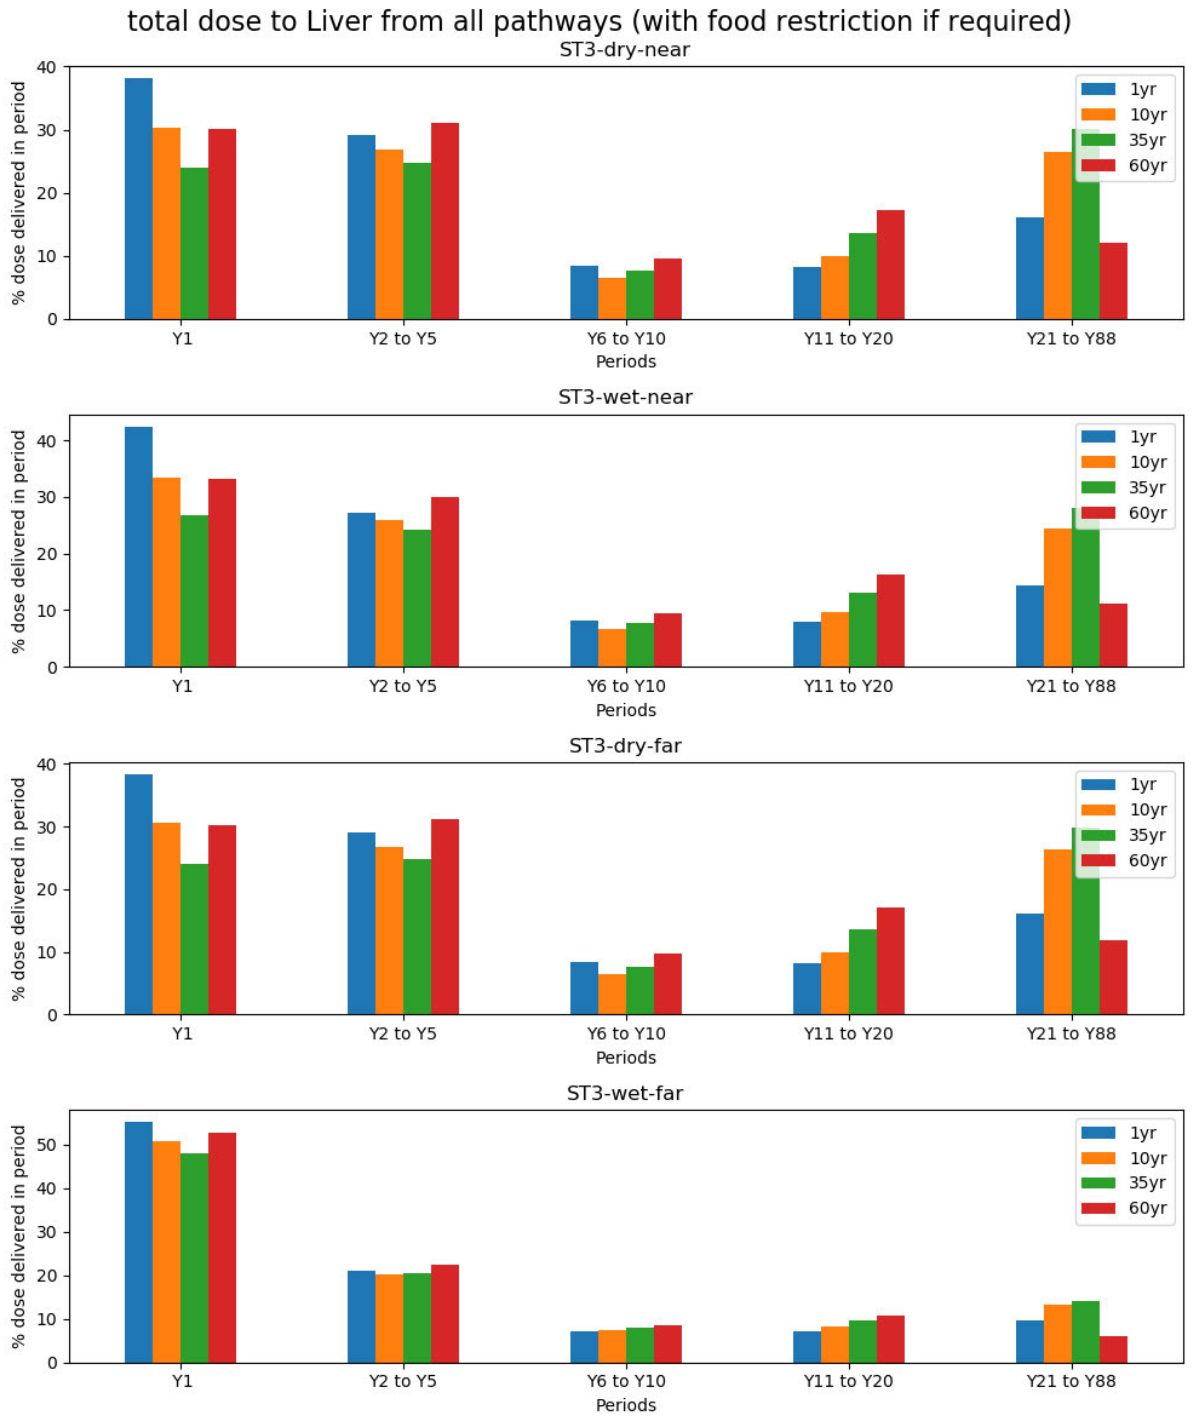 total dose to Liver from all pathways (with food restriction if required)
ST3-dry-near
% dose delivered in period
40
30
20
10
0
1yr
10yr
35yr
60yr
Y1 Y2 to Y5 Y6 to Y10 Y11 to Y20 Y21 to Y88
Periods
ST3-wet-near
% dose delivered in period
40
30
20
10
0
1yr
10yr
35yr
60yr
Y1 Y2 to Y5 Y6 to Y10 Y11 to Y20 Y21 to Y88
Periods
ST3-dry-far
% dose delivered in period
40
30
20
10
0
1yr
10yr
35yr
60yr
Y1 Y2 to Y5 Y6 to Y10 Y11 to Y20 Y21 to Y88
Periods
ST3-wet-far
% dose delivered in period
50
40
30
20
10
0
1yr
10yr
35yr
60yr
Y1 Y2 to Y5 Y6 to Y10 Y11 to Y20 Y21 to Y88
Periods